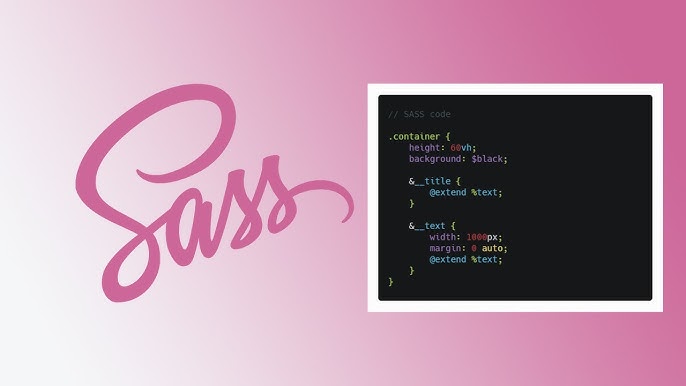 Sass
// SASS code
.container {
    height: 60vh;
    background: $black;
    &__title {
        @extend %text;
    }
    &__text {
        width: 1000px;
        margin: 0 auto;
        @extend %text;
    }
}